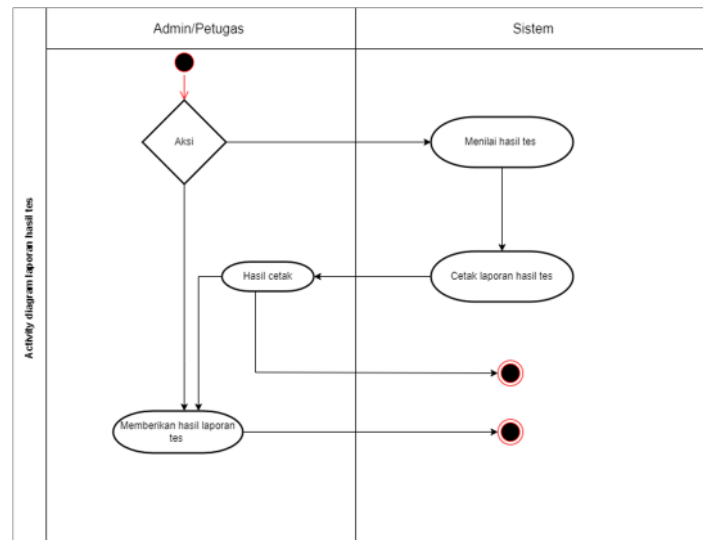 Admin/Petugas
Sistem
Activity diagram laporan hasil tes
Aksi
Menilai hasil tes
Hasil cetak
Cetak laporan hasil tes
Memberikan hasil laporan
tes